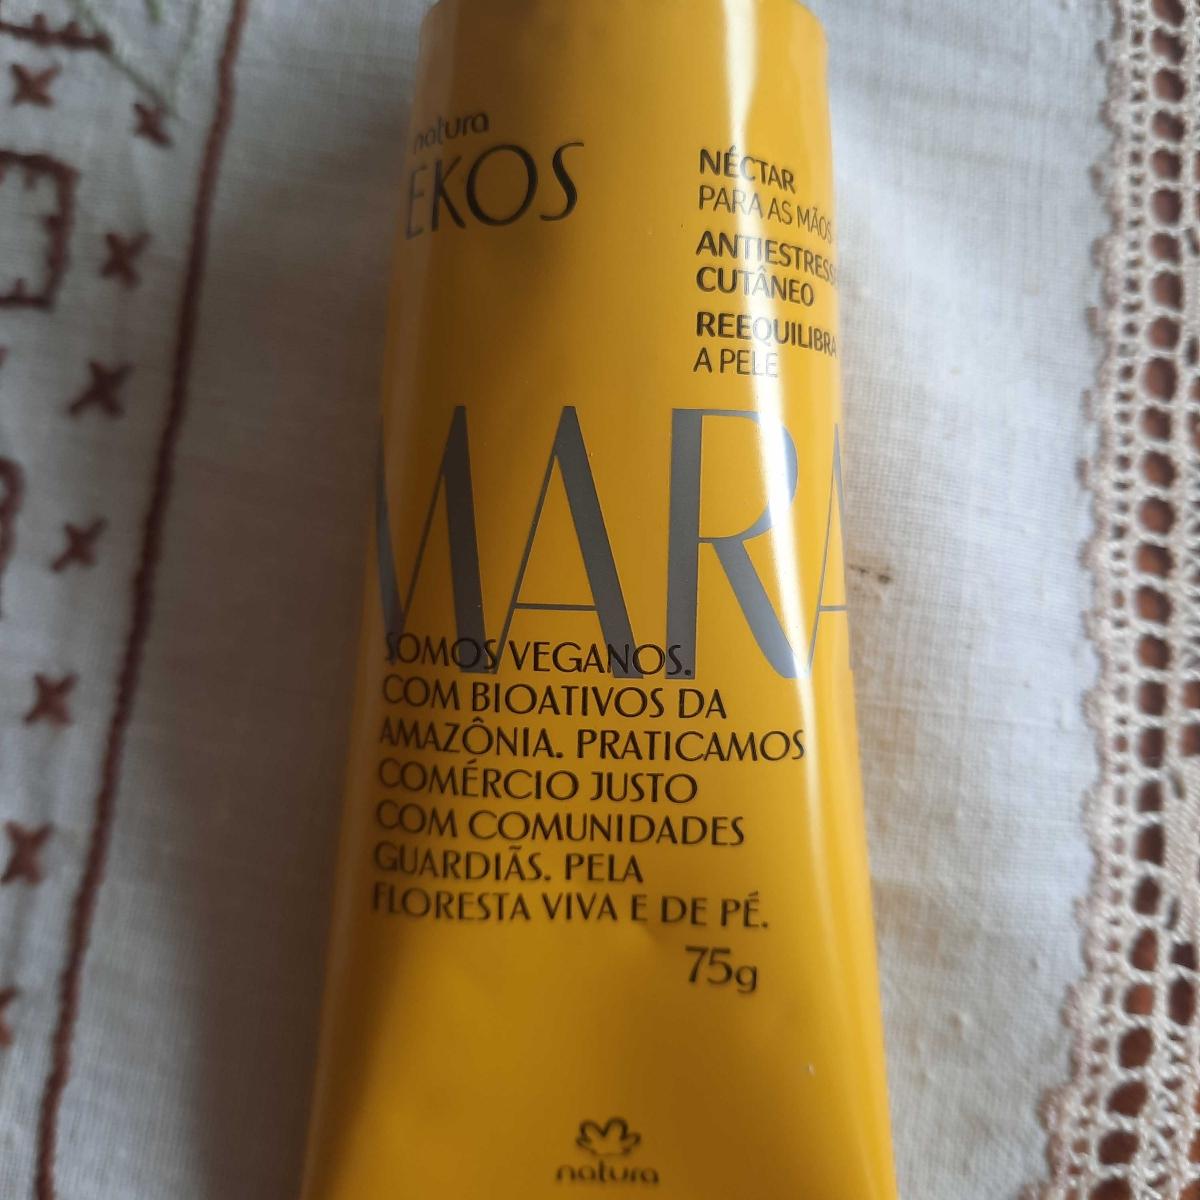 natura
EKOS
NÉCTAR
PARA AS MÃOS
ANTIESTRESS
CUTÂNEO
REEQUILIBRA
A PELE
MARA
SOMOS VEGANOS.
COM BIOATIVOS DA
AMAZÔNIA. PRATICAMOS
COMÉRCIO JUSTO
COM COMUNIDADES
GUARDIÃS. PELA
FLORESTA VIVA E DE PÉ.
75g
natura